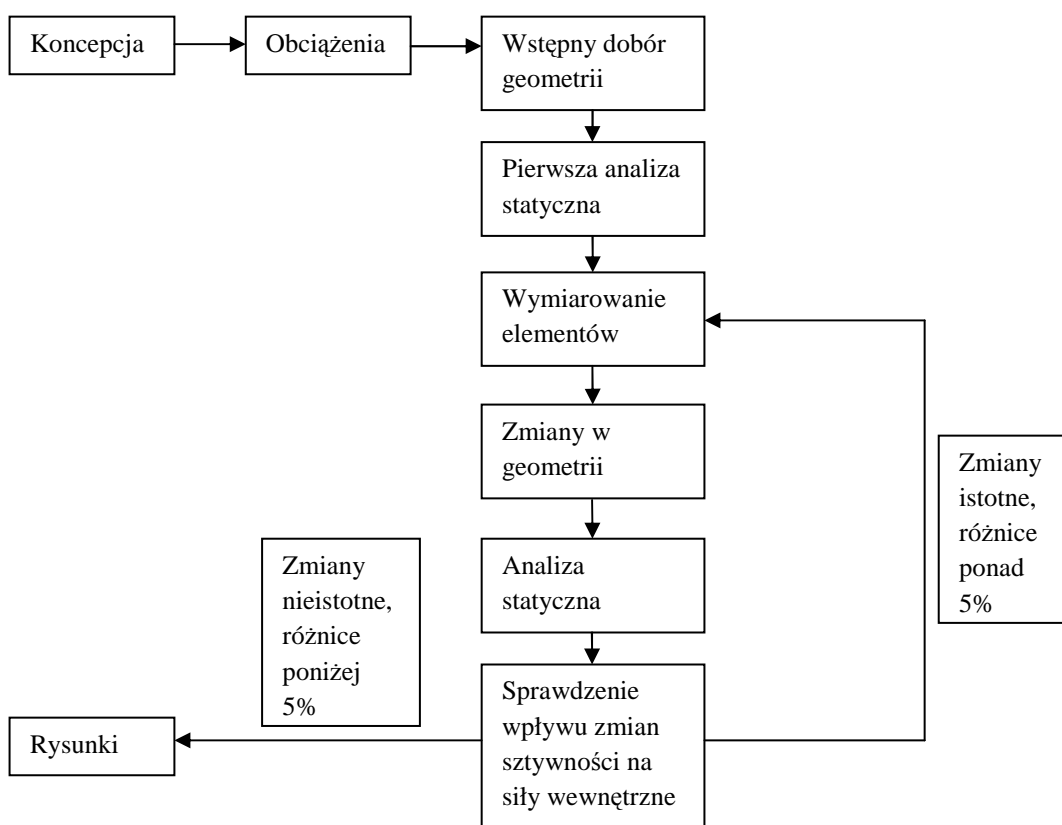 Koncepcja
Obciążenia
Wstępny dobór
geometrii
Pierwsza analiza
statyczna
Wymiarowanie
elementów
Zmiany w
geometrii
Zmiany
istotne,
różnice
ponad
5%
Analiza
statyczna
Zmiany
nieistotne,
różnice
poniżej
5%
Sprawdzenie
wpływu zmian
sztywności na
siły wewnętrzne
Rysunki